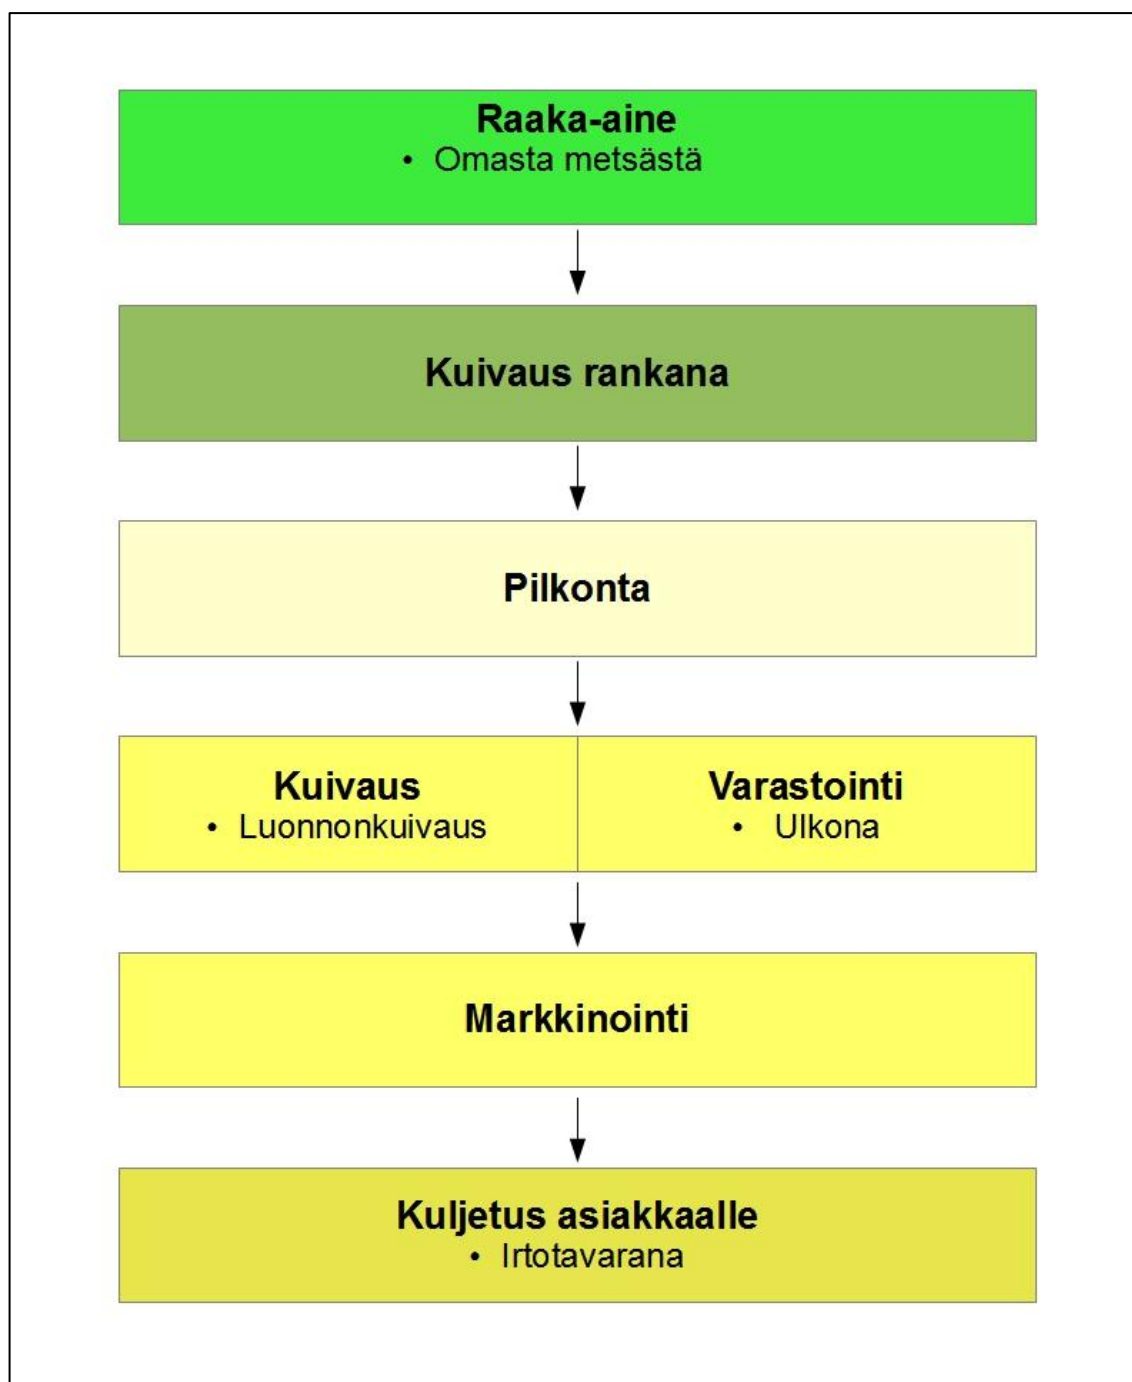 Raaka-aine
• Omasta metsästä
Kuivaus rankana
Pilkonta
Kuivaus
• Luonnonkuivaus
Varastointi
• Ulkona
Markkinointi
Kuljetus asiakkaalle
• Irtotavarana